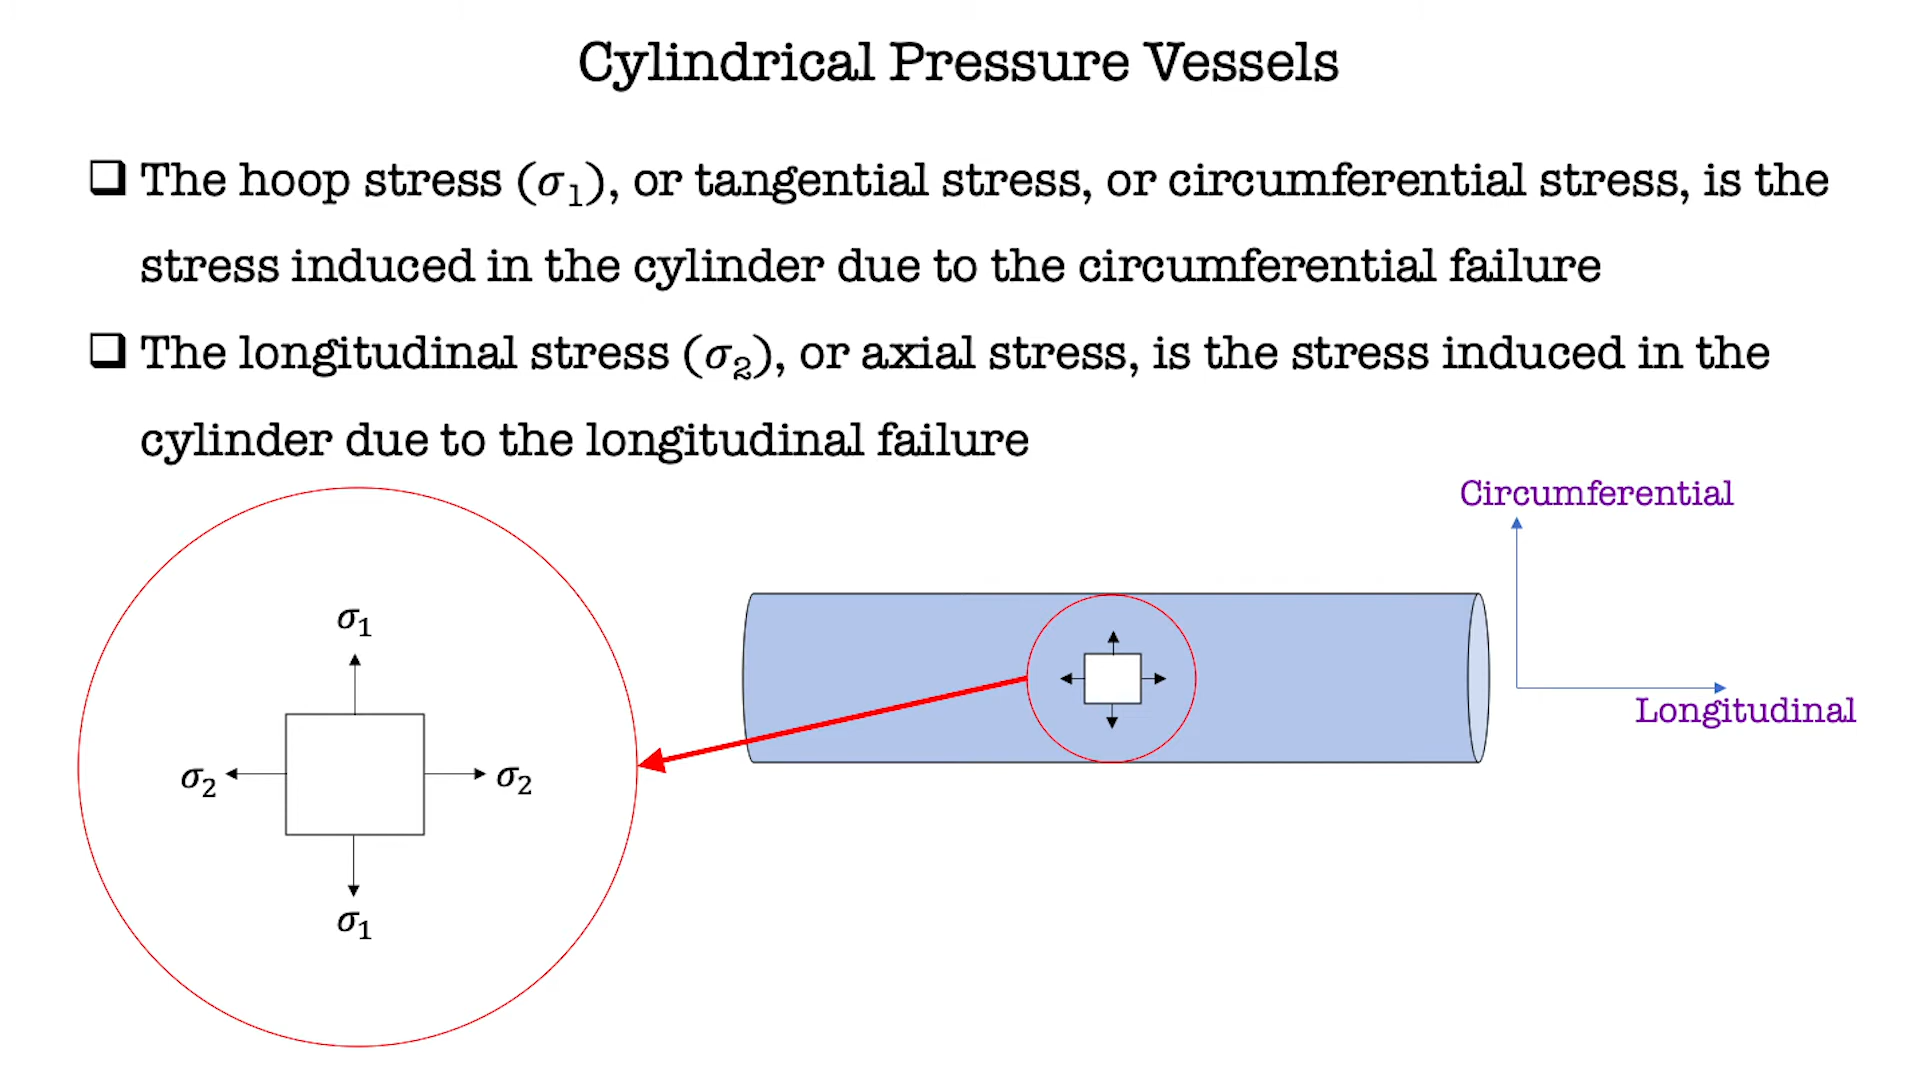 Cylindrical Pressure Vessels
❑ The hoop stress (σ₁), or tangential stress, or circumferential stress, is the
stress induced in the cylinder due to the circumferential failure
❑ The longitudinal stress (σ₂), or axial stress, is the stress induced in the
cylinder due to the longitudinal failure
Circumferential
σ₁
Longitudinal
σ₂
σ₂
σ₁